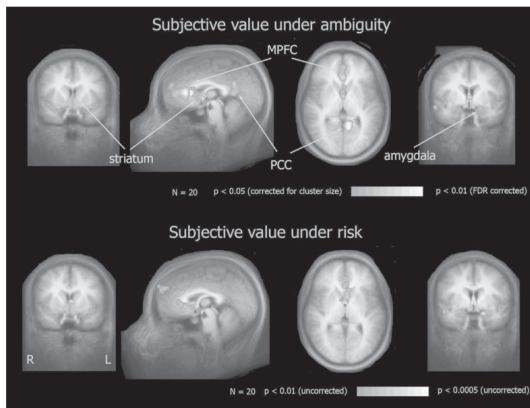 Subjective value under ambiguity
MPFC
striatum
PCC
amygdala
N = 20 p < 0.05 (corrected for cluster size) p < 0.01 (FDR corrected)
Subjective value under risk
R L
N = 20 p < 0.01 (uncorrected) p < 0.0005 (uncorrected)